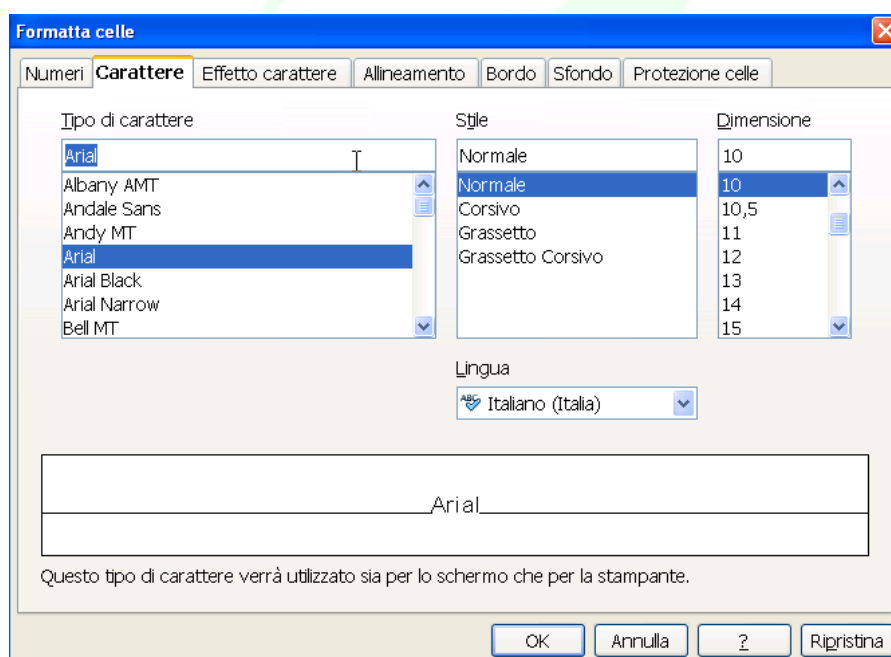 Formatta celle
Numeri Carattere Effetto carattere Allineamento Bordo Sfondo Protezione celle
Tipo di carattere Stile Dimensione
Arial Normale 10
Albany AMT Normale 10
Andale Sans Corsivo 10,5
Andy MT Grassetto 11
Arial Grassetto Corsivo 12
Arial Black 13
Arial Narrow 14
Bell MT 15
Lingua
ABC Italiano (Italia)
Arial
Questo tipo di carattere verrà utilizzato sia per lo schermo che per la stampante.
OK Annulla ? Ripristina